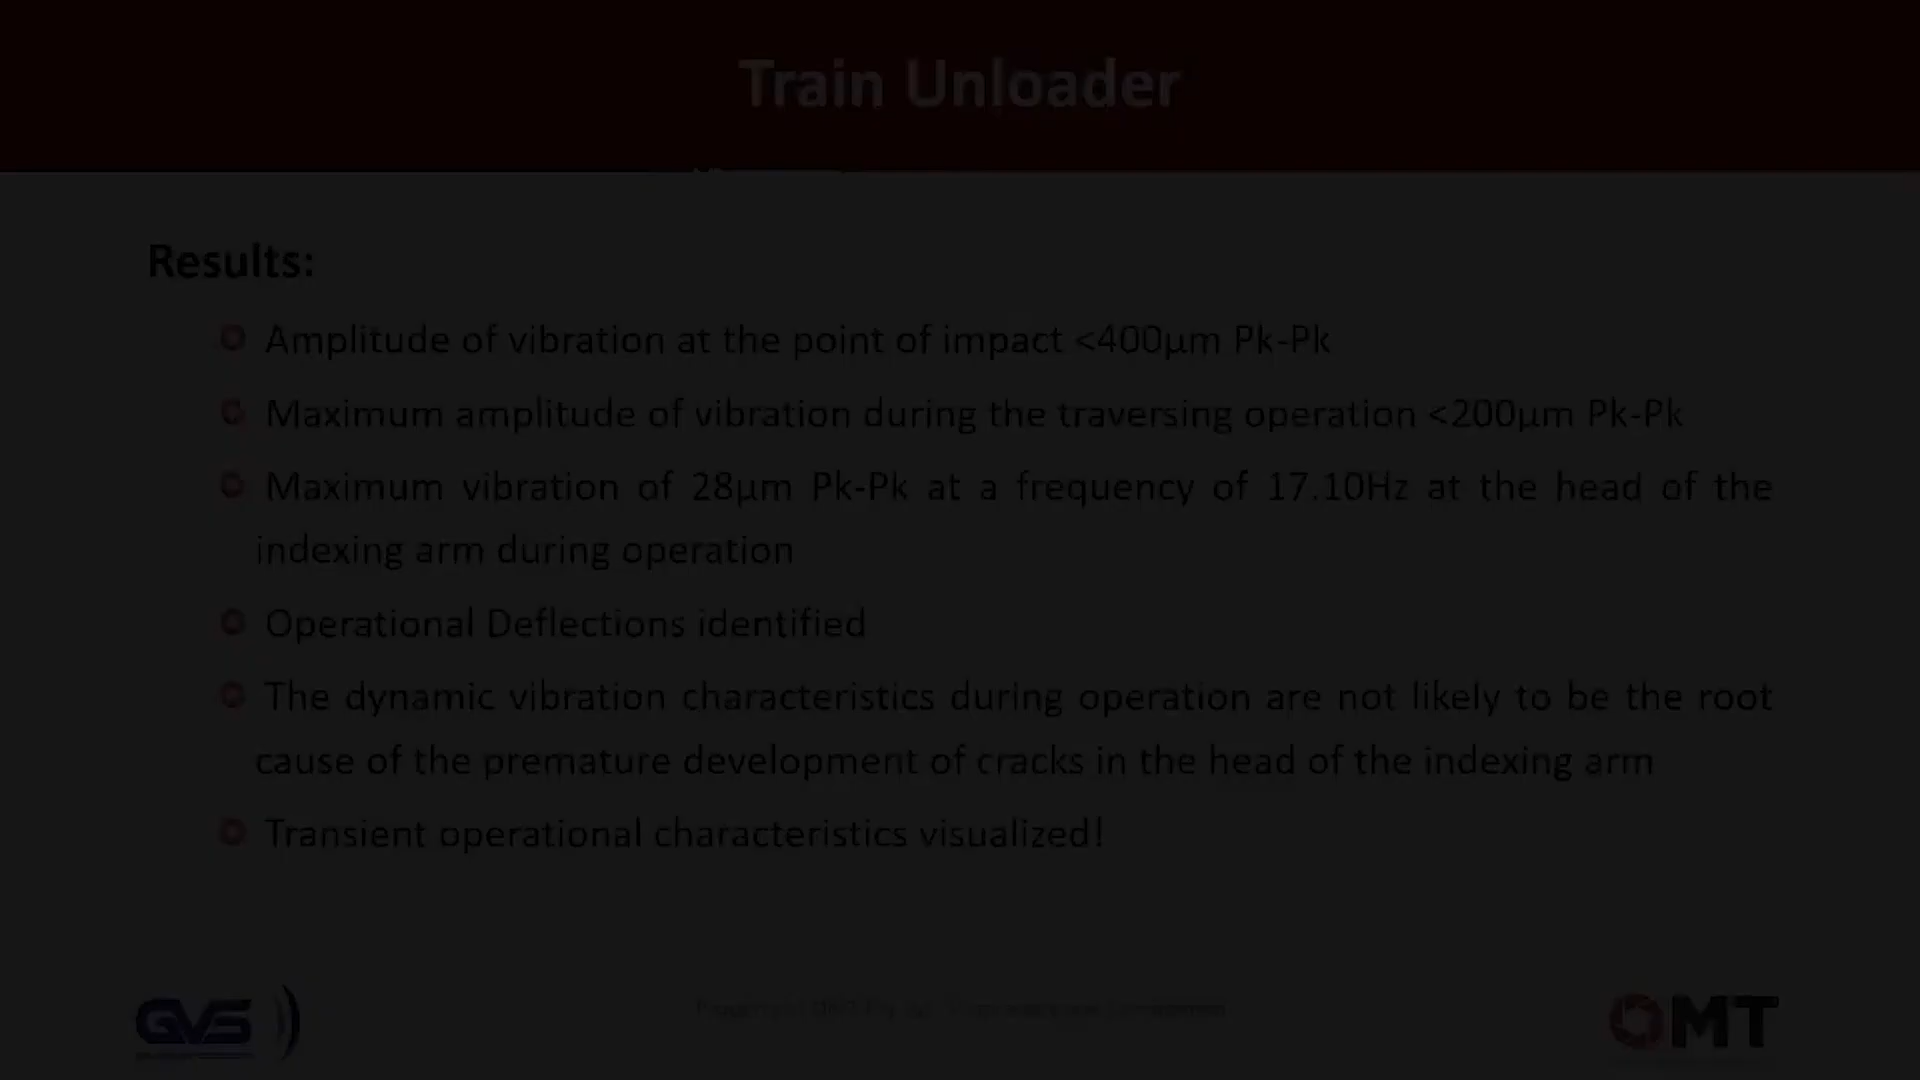 Train Unloader
Results:
Amplitude of vibration at the point of impact <400µm Pk-Pk
Maximum amplitude of vibration during the traversing operation <200µm Pk-Pk
Maximum vibration of 28µm Pk-Pk at a frequency of 17.10Hz at the head of the
indexing arm during operation
Operational Deflections identified
The dynamic vibration characteristics during operation are not likely to be the root
cause of the premature development of cracks in the head of the indexing arm
Transient operational characteristics visualized!
GVS
OMT